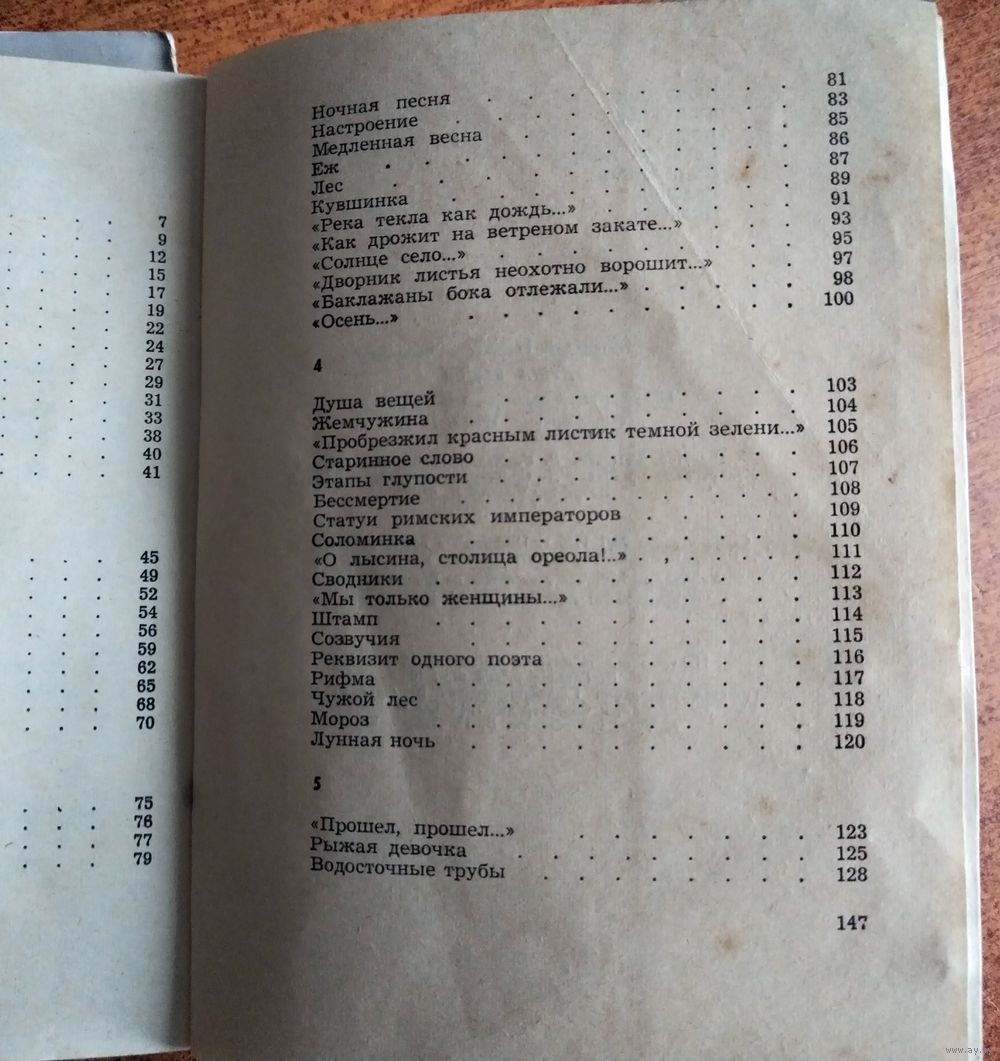 7
9
12
15
17
19
22
24
27
29
31
33
38
40
41
45
49
52
54
56
59
62
65
68
70
75
76
77
79
Ночная песня . . . . . . . . . 81
Настроение . . . . . . . . . 83
Медленная весна . . . . . . . . 85
Еж . . . . . . . . . . . 86
Лес . . . . . . . . . . . 87
Кувшинка . . . . . . . . . 89
«Река текла как дождь...» . . . . . . 91
«Как дрожит на ветреном закате...» . . . 93
«Солнце село...» . . . . . . . . 95
«Дворник листья неохотно ворошит...» . . 97
«Баклажаны бока отлежали...» . . . . . 98
«Осень...» . . . . . . . . . . 100
4
Душа вещей . . . . . . . . . 103
Жемчужина . . . . . . . . . 104
«Пробрезжил красным листик темной зелени...» 105
Старинное слово . . . . . . . . 106
Этапы глупости . . . . . . . . . 107
Бессмертие . . . . . . . . . . 108
Статуи римских императоров . . . . . 109
Соломинка . . . . . . . . . . 110
«О лысина, столица ореола!..» . , . . . . 111
Сводники . . . . . . . . . . . 112
«Мы только женщины...» . . . . . . 113
Штамп . . . . . . . . . . . 114
Созвучия . . . . . . . . . . 115
Реквизит одного поэта . . . . . . . 116
Рифма . . . . . . . . . . . 117
Чужой лес . . . . . . . . . . 118
Мороз . . . . . . . . . . . 119
Лунная ночь . . . . . . . . . . 120
5
«Прошел, прошел...» . . . . . . . 123
Рыжая девочка . . . . . . . . . 125
Водосточные трубы . . . . . . . . 128
147